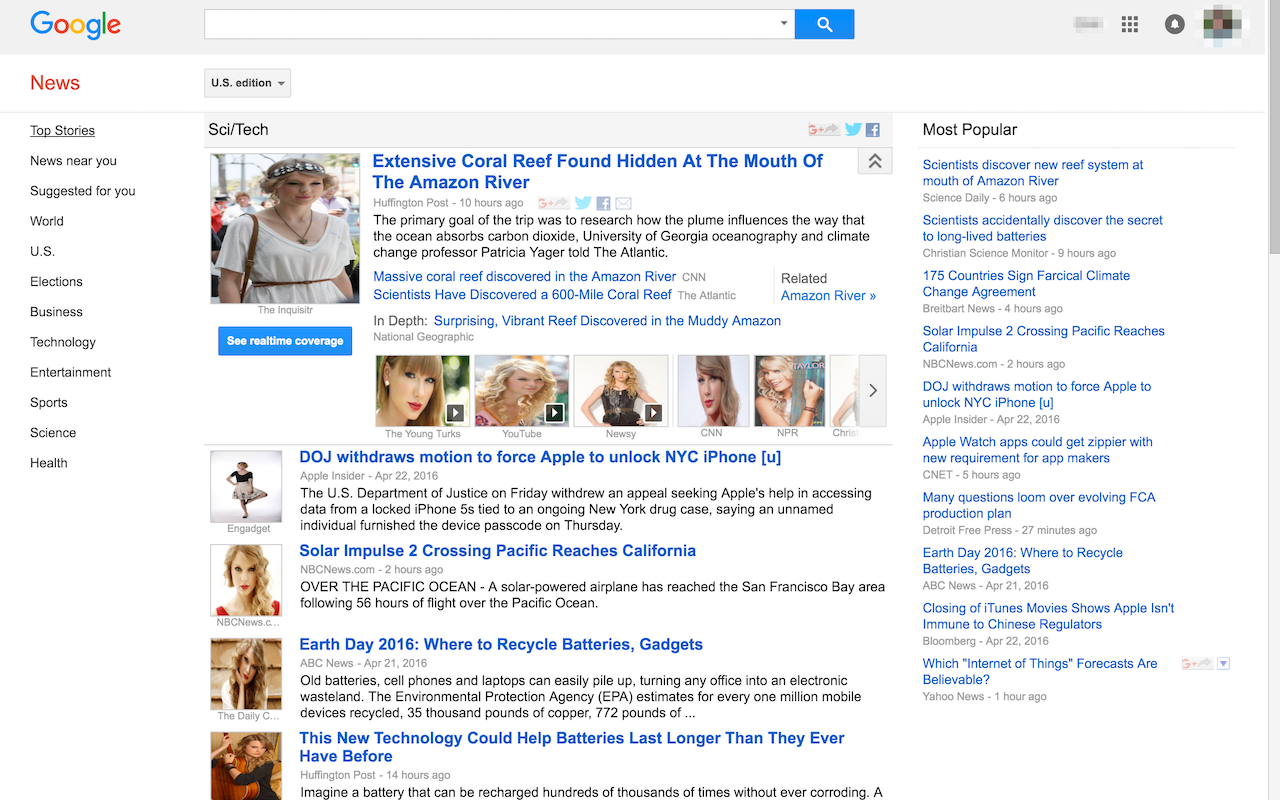 Google
News
U.S. edition
Top Stories
News near you
Suggested for you
World
U.S.
Elections
Business
Technology
Entertainment
Sports
Science
Health
Sci/Tech
G+
The Inquisitr
See realtime coverage
Extensive Coral Reef Found Hidden At The Mouth Of
The Amazon River
Huffington Post - 10 hours ago
G+
The primary goal of the trip was to research how the plume influences the way that
the ocean absorbs carbon dioxide, University of Georgia oceanography and climate
change professor Patricia Yager told The Atlantic.
Massive coral reef discovered in the Amazon River CNN
Scientists Have Discovered a 600-Mile Coral Reef The Atlantic
Related
Amazon River »
In Depth: Surprising, Vibrant Reef Discovered in the Muddy Amazon
National Geographic
TAYLOR
The Young Turks
YouTube
Newsy
CNN
NPR
Christ
Engadget
DOJ withdraws motion to force Apple to unlock NYC iPhone [u]
Apple Insider - Apr 22, 2016
The U.S. Department of Justice on Friday withdrew an appeal seeking Apple's help in accessing
data from a locked iPhone 5s tied to an ongoing New York drug case, saying an unnamed
individual furnished the device passcode on Thursday.
NBCNews.c...
Solar Impulse 2 Crossing Pacific Reaches California
NBCNews.com - 2 hours ago
OVER THE PACIFIC OCEAN - A solar-powered airplane has reached the San Francisco Bay area
following 56 hours of flight over the Pacific Ocean.
The Daily C...
Earth Day 2016: Where to Recycle Batteries, Gadgets
ABC News - Apr 21, 2016
Old batteries, cell phones and laptops can easily pile up, turning any office into an electronic
wasteland. The Environmental Protection Agency (EPA) estimates for every one million mobile
devices recycled, 35 thousand pounds of copper, 772 pounds of ...
This New Technology Could Help Batteries Last Longer Than They Ever
Have Before
Huffington Post - 14 hours ago
Imagine a battery that can be recharged hundreds of thousands of times without ever corroding. A
Most Popular
Scientists discover new reef system at
mouth of Amazon River
Science Daily - 6 hours ago
Scientists accidentally discover the secret
to long-lived batteries
Christian Science Monitor - 9 hours ago
175 Countries Sign Farcical Climate
Change Agreement
Breitbart News - 4 hours ago
Solar Impulse 2 Crossing Pacific Reaches
California
NBCNews.com - 2 hours ago
DOJ withdraws motion to force Apple to
unlock NYC iPhone [u]
Apple Insider - Apr 22, 2016
Apple Watch apps could get zippier with
new requirement for app makers
CNET - 5 hours ago
Many questions loom over evolving FCA
production plan
Detroit Free Press - 27 minutes ago
Earth Day 2016: Where to Recycle
Batteries, Gadgets
ABC News - Apr 21, 2016
Closing of iTunes Movies Shows Apple Isn't
Immune to Chinese Regulators
Bloomberg - Apr 22, 2016
Which "Internet of Things" Forecasts Are
Believable?
G+
Yahoo News - 1 hour ago